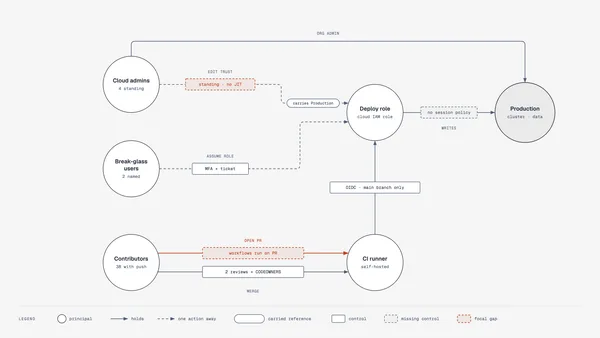 ORG ADMIN
EDIT TRUST
Cloud admins
4 standing
standing · no JIT
carries Production
Deploy role
cloud IAM role
no session policy
WRITES
Production
cluster · data
ASSUME ROLE
Break-glass
users
2 named
MFA + ticket
OIDC · main branch only
OPEN PR
workflows run on PR
Contributors
38 with push
2 reviews + CODEOWNERS
MERGE
CI runner
self-hosted
LEGEND
principal
holds
one action away
carried reference
control
missing control
focal gap